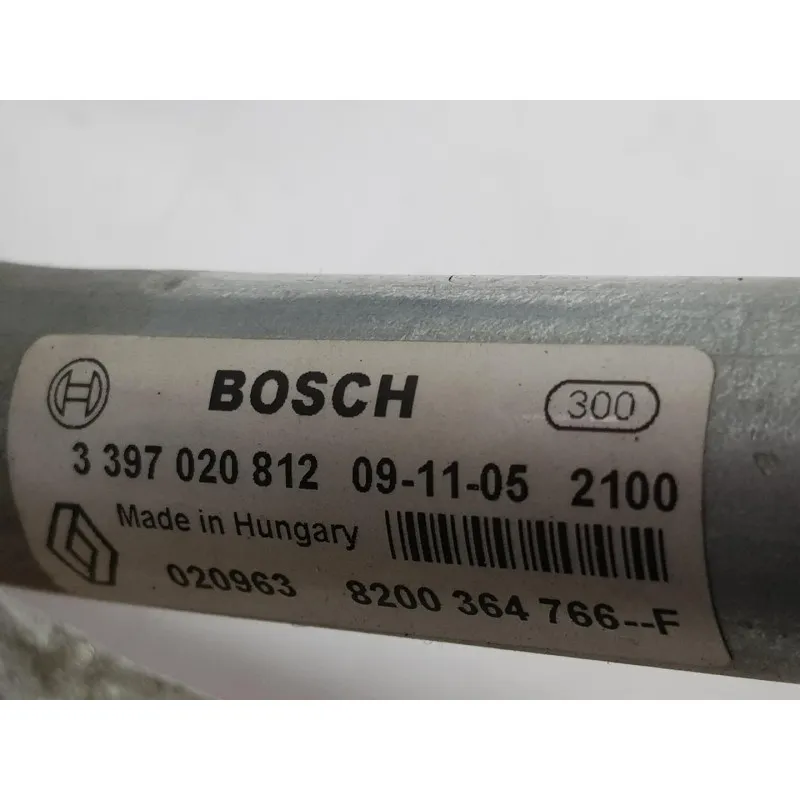 BOSCH 300
3 397 020 812 09-11-05 2100
Made in Hungary
020963 8200 364 766--F